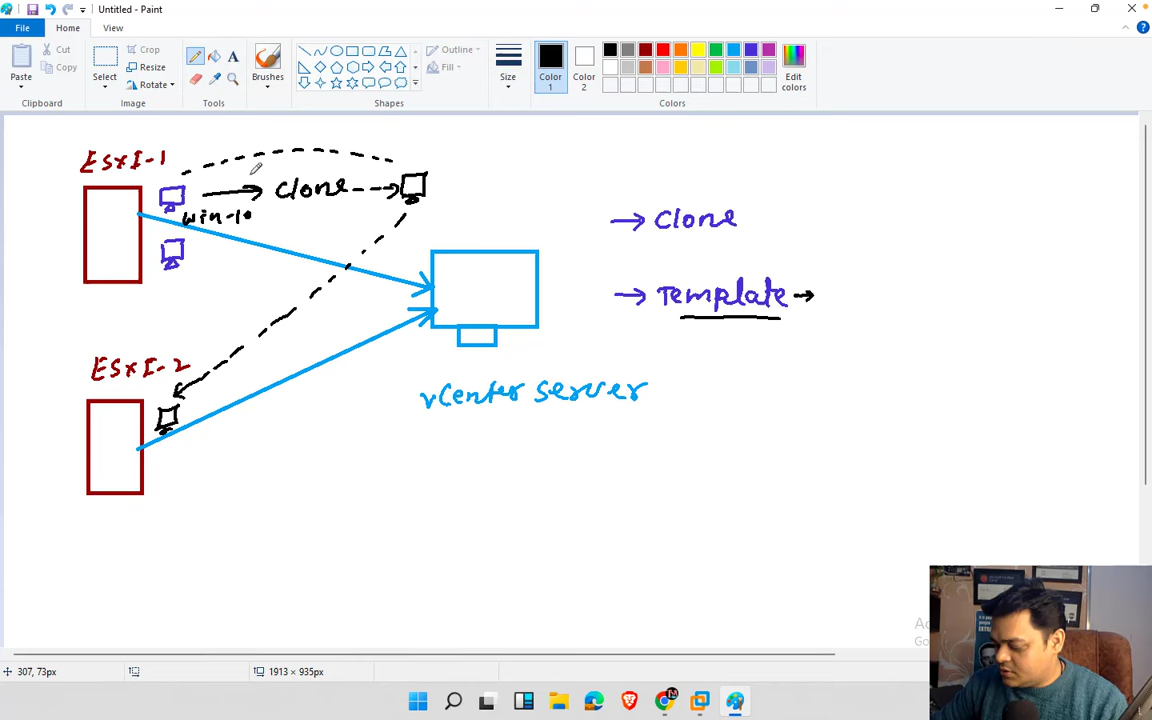 Untitled - Paint
File Home View
Cut
Copy
Paste
Clipboard
Select
Crop
Resize
Rotate
Image
Tools
Brushes
Outline
Fill
Shapes
Size
Color 1
Color 2
Edit colors
Colors
ESXI-1
clone
win-10
→ Clone
→ Template →
ESXI-2
vCenter server
307, 73px
1913 × 935px